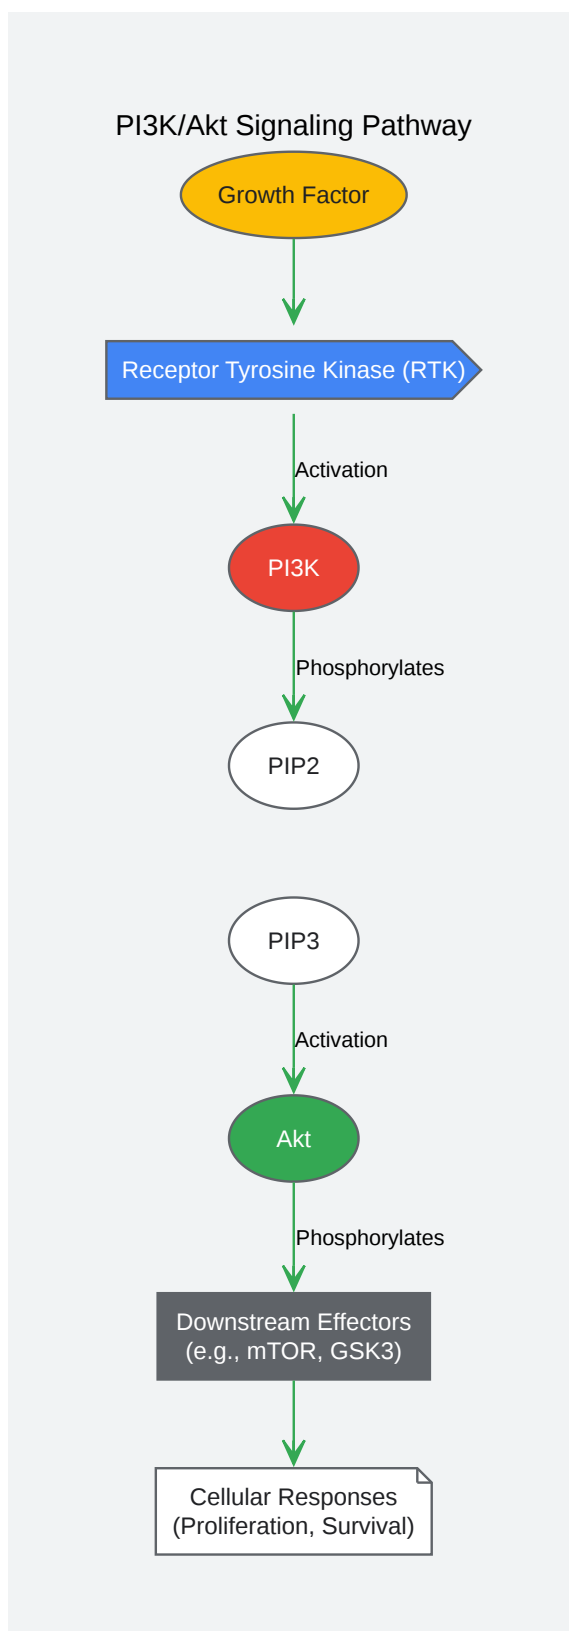 PI3K/Akt Signaling Pathway
Growth Factor
Receptor Tyrosine Kinase (RTK)
Activation
PI3K
Phosphorylates
PIP2
PIP3
Activation
Akt
Phosphorylates
Downstream Effectors
(e.g., mTOR, GSK3)
Cellular Responses
(Proliferation, Survival)